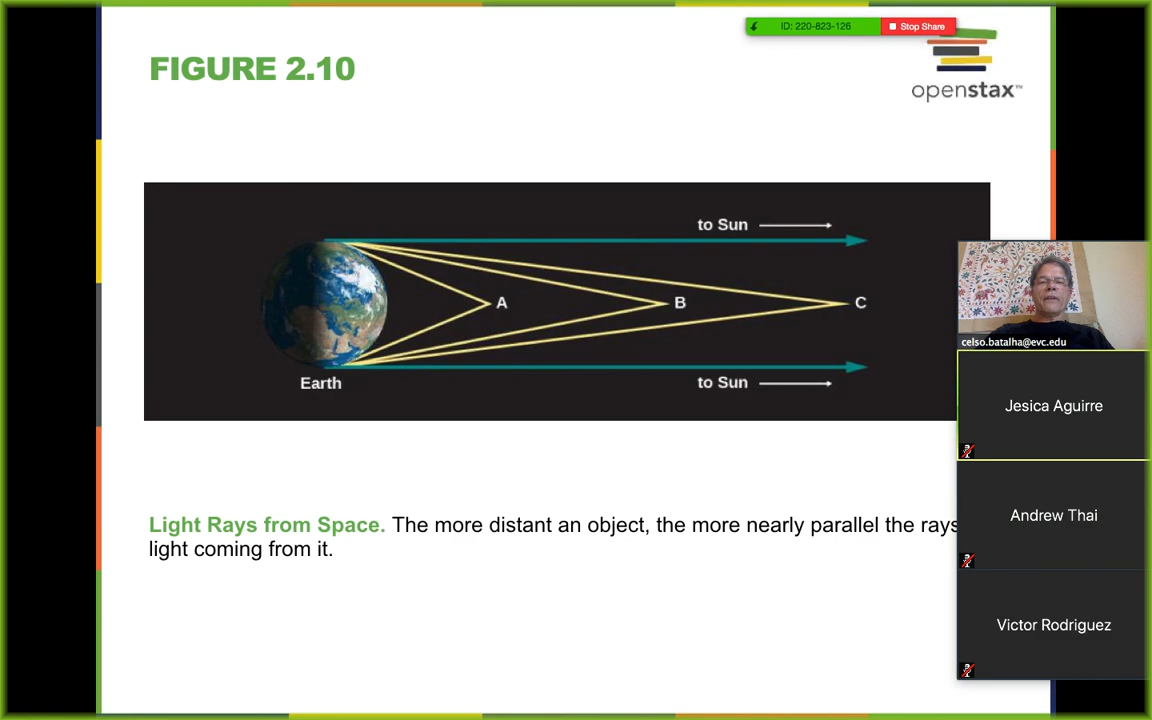 ID: 220-823-126 Stop Share
FIGURE 2.10
openstax™
to Sun
A B C
Earth
to Sun
Light Rays from Space. The more distant an object, the more nearly parallel the rays
light coming from it.
celso.batalha@evc.edu
Jesica Aguirre
Andrew Thai
Victor Rodriguez